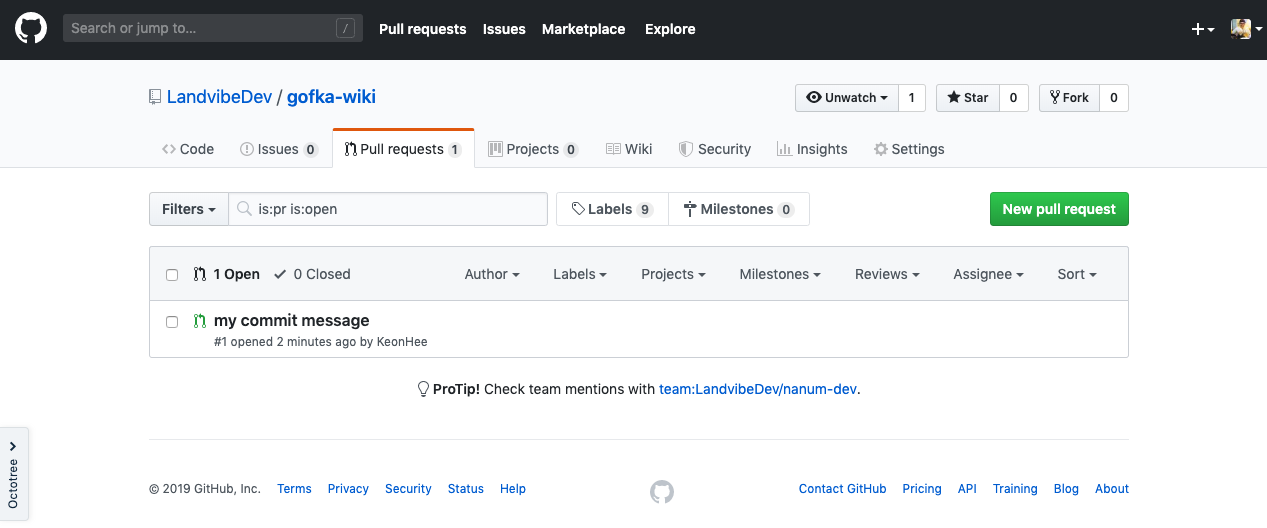 Search or jump to... / Pull requests Issues Marketplace Explore
LandvibeDev / gofka-wiki Unwatch 1 Star 0 Fork 0
Code Issues 0 Pull requests 1 Projects 0 Wiki Security Insights Settings
Filters is:pr is:open Labels 9 Milestones 0 New pull request
1 Open 0 Closed Author Labels Projects Milestones Reviews Assignee Sort
my commit message
#1 opened 2 minutes ago by KeonHee
ProTip! Check team mentions with team:LandvibeDev/nanum-dev.
Octotree
© 2019 GitHub, Inc. Terms Privacy Security Status Help Contact GitHub Pricing API Training Blog About